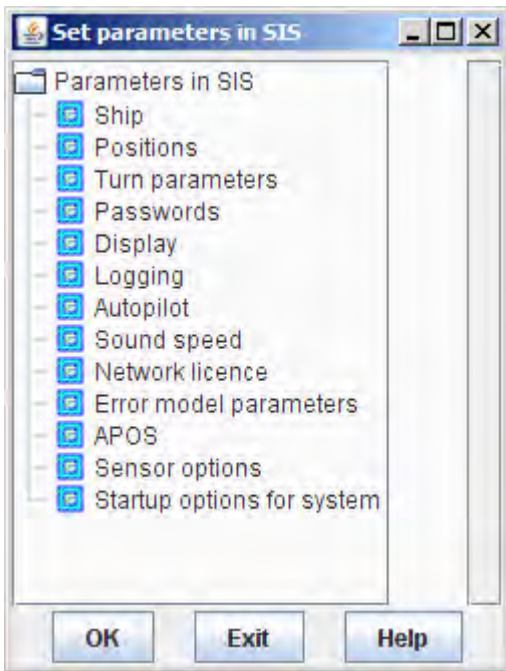 Set parameters in SIS
Parameters in SIS
Ship
Positions
Turn parameters
Passwords
Display
Logging
Autopilot
Sound speed
Network licence
Error model parameters
APOS
Sensor options
Startup options for system
OK Exit Help